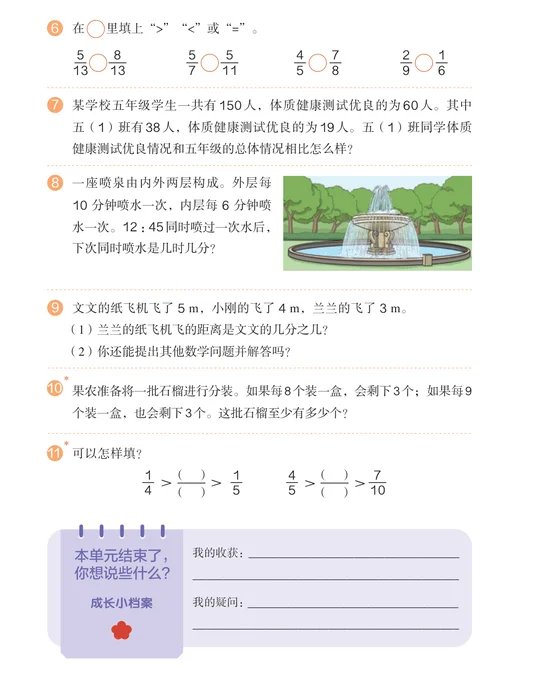 6 在○里填上“>”“<”或“=”。
5/13 ○ 8/13 5/7 ○ 5/11 4/5 ○ 7/8 2/9 ○ 1/6
7 某学校五年级学生一共有150人，体质健康测试优良的为60人。其中
五（1）班有38人，体质健康测试优良的为19人。五（1）班同学体质
健康测试优良情况和五年级的总体情况相比怎么样？
8 一座喷泉由内外两层构成。外层每
10 分钟喷水一次，内层每 6 分钟喷
水一次。12：45同时喷过一次水后，
下次同时喷水是几时几分？
9 文文的纸飞机飞了 5 m，小刚的飞了 4 m，兰兰的飞了 3 m。
（1）兰兰的纸飞机飞的距离是文文的几分之几？
（2）你还能提出其他数学问题并解答吗？
10* 果农准备将一批石榴进行分装。如果每8个装一盒，会剩下3个；如果每9
个装一盒，也会剩下3个。这批石榴至少有多少个？
11* 可以怎样填？
1/4 > ( )/( ) > 1/5 4/5 > ( )/( ) > 7/10
本单元结束了，
你想说些什么？
成长小档案
我的收获：
我的疑问：